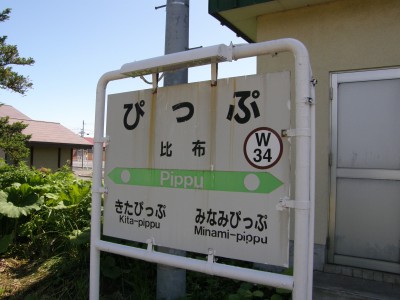 ぴっぷ
比布
W
34
Pippu
きたぴっぷ
Kita-pippu
みなみぴっぷ
Minami-pippu